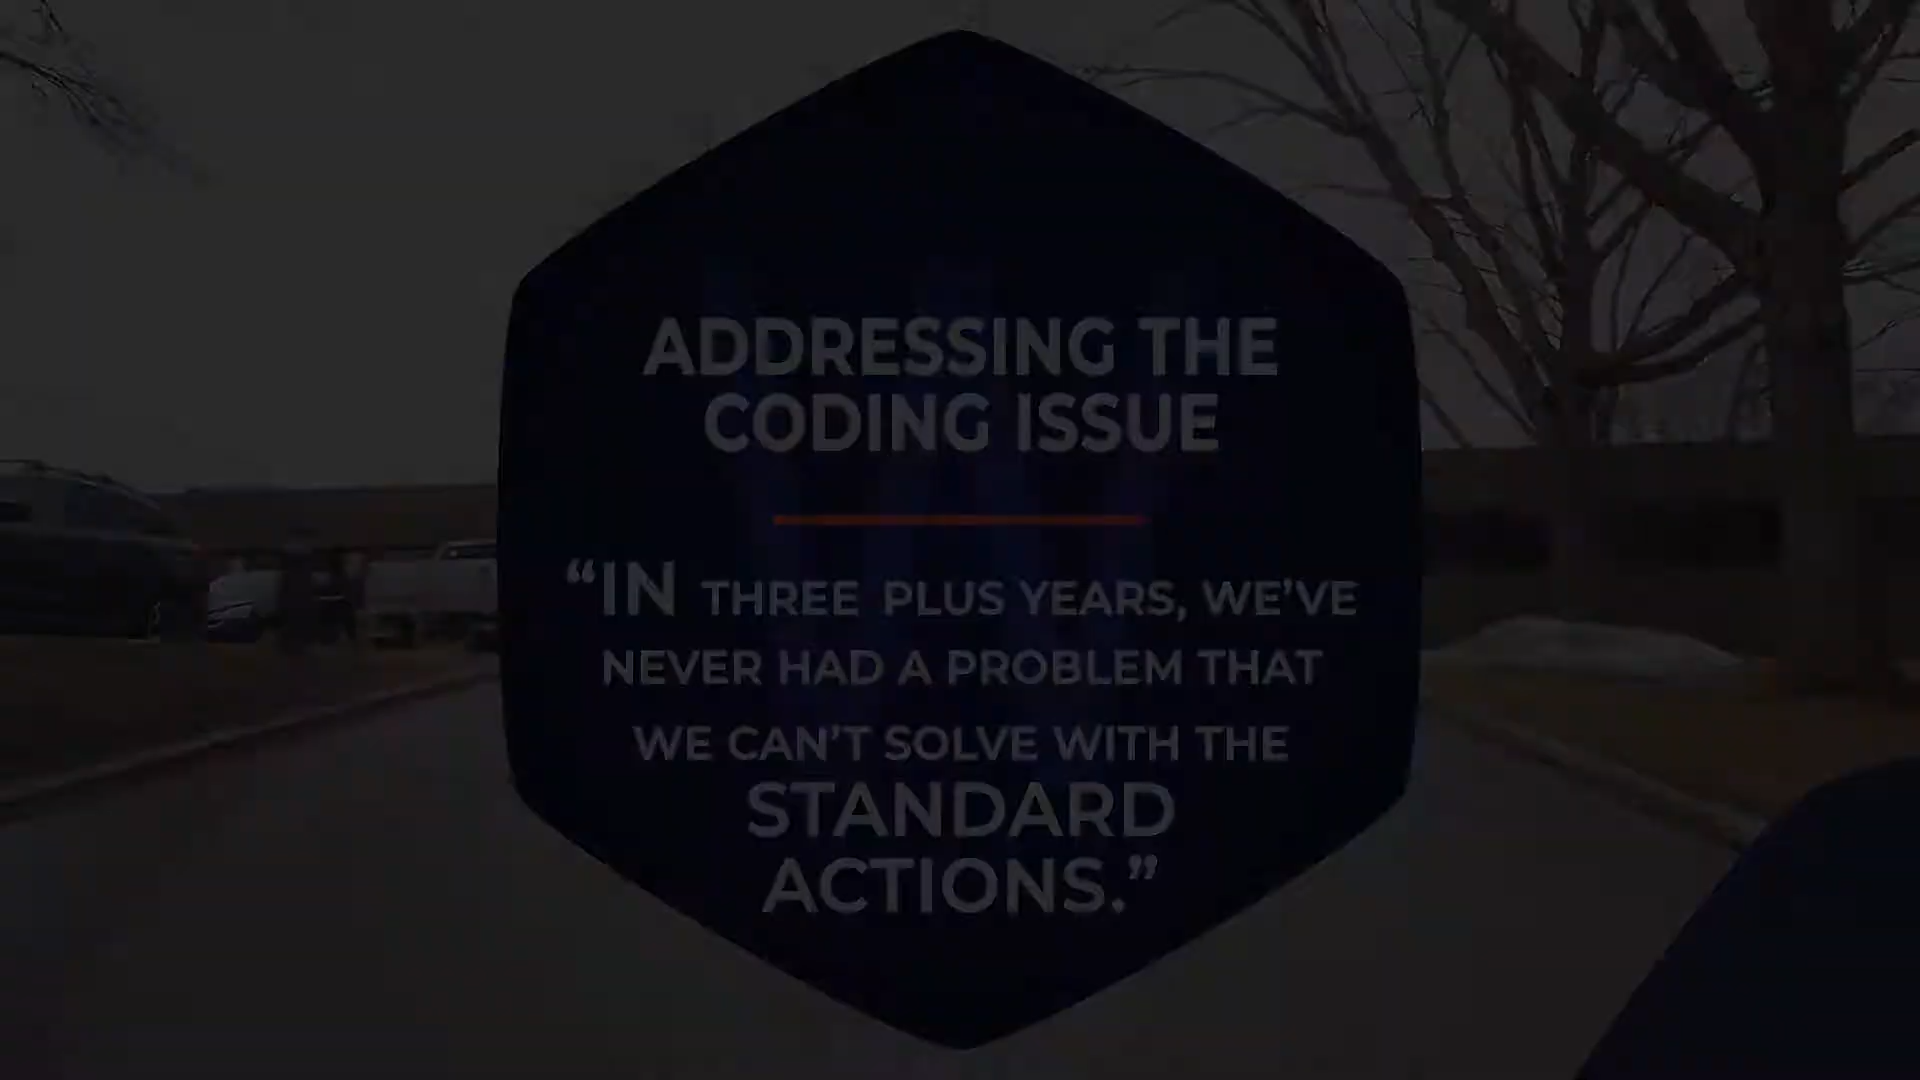 ADDRESSING THE
CODING ISSUE
“IN THREE PLUS YEARS, WE’VE
NEVER HAD A PROBLEM THAT
WE CAN’T SOLVE WITH THE
STANDARD
ACTIONS.”